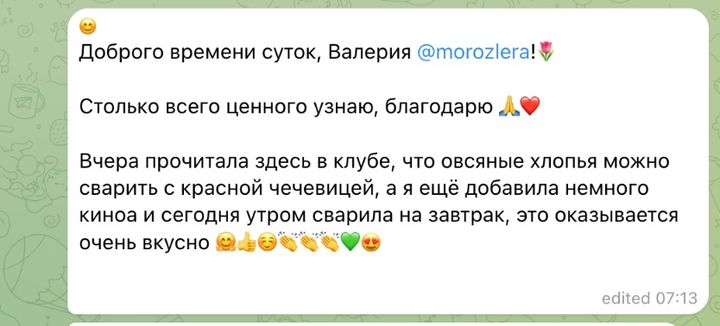 😊
Доброго времени суток, Валерия @morozlera!🌷
Столько всего ценного узнаю, благодарю 🙏❤️
Вчера прочитала здесь в клубе, что овсяные хлопья можно
сварить с красной чечевицей, а я ещё добавила немного
киноа и сегодня утром сварила на завтрак, это оказывается
очень вкусно 🤗👍☺️👏👏👏💚😍
edited 07:13